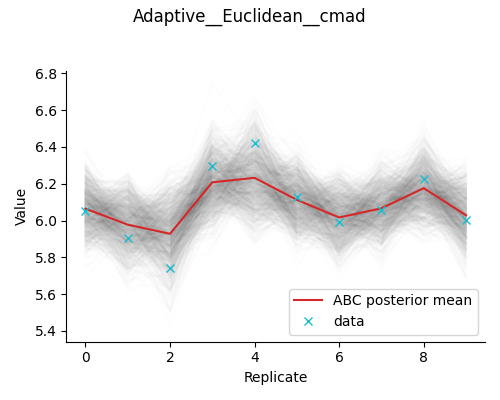 Adaptive__Euclidean__cmad
6.8
6.6
6.4
6.2
6.0
5.8
5.6
5.4
Value
0
2
4
6
8
Replicate
ABC posterior mean
data